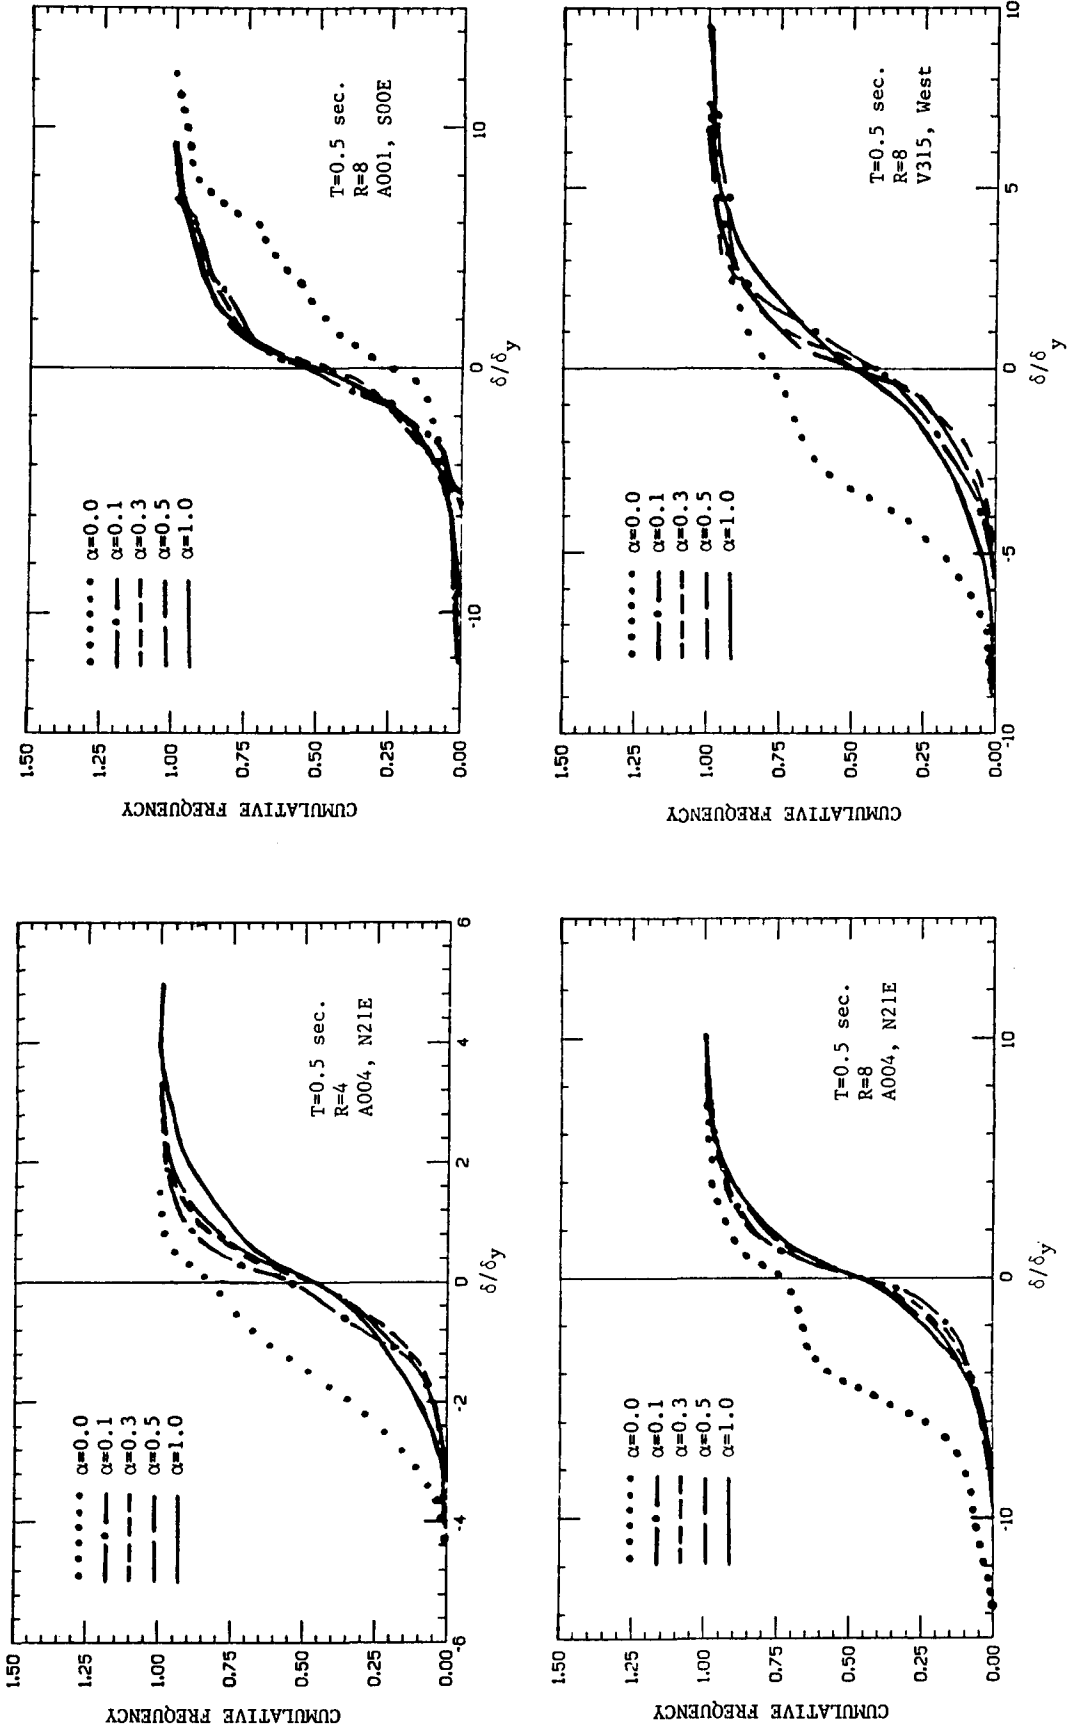 CUMULATIVE FREQUENCY
1.50
1.25
1.00
0.75
0.50
0.25
0.00
α=0.0
α=0.1
α=0.3
α=0.5
α=1.0
T=0.5 sec.
R=4
A004, N21E
-6
-4
-2
0
2
4
6
δ/δy
CUMULATIVE FREQUENCY
1.50
1.25
1.00
0.75
0.50
0.25
0.00
α=0.0
α=0.1
α=0.3
α=0.5
α=1.0
T=0.5 sec.
R=8
A001, S00E
-10
0
10
δ/δy
CUMULATIVE FREQUENCY
1.50
1.25
1.00
0.75
0.50
0.25
0.00
α=0.0
α=0.1
α=0.3
α=0.5
α=1.0
T=0.5 sec.
R=8
A004, N21E
-10
0
10
δ/δy
CUMULATIVE FREQUENCY
1.50
1.25
1.00
0.75
0.50
0.25
0.00
α=0.0
α=0.1
α=0.3
α=0.5
α=1.0
T=0.5 sec.
R=8
V315, West
-10
-5
0
5
10
δ/δy